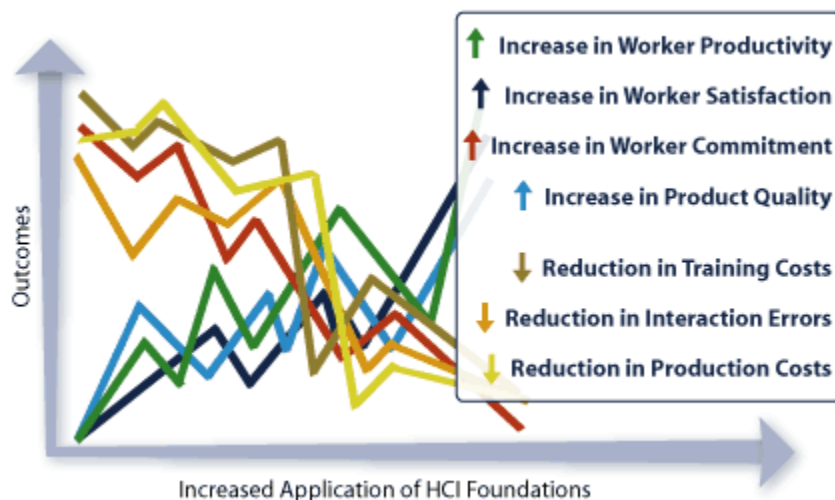 Increase in Worker Productivity
Increase in Worker Satisfaction
Increase in Worker Commitment
Increase in Product Quality
Reduction in Training Costs
Reduction in Interaction Errors
Reduction in Production Costs
Outcomes
Increased Application of HCI Foundations